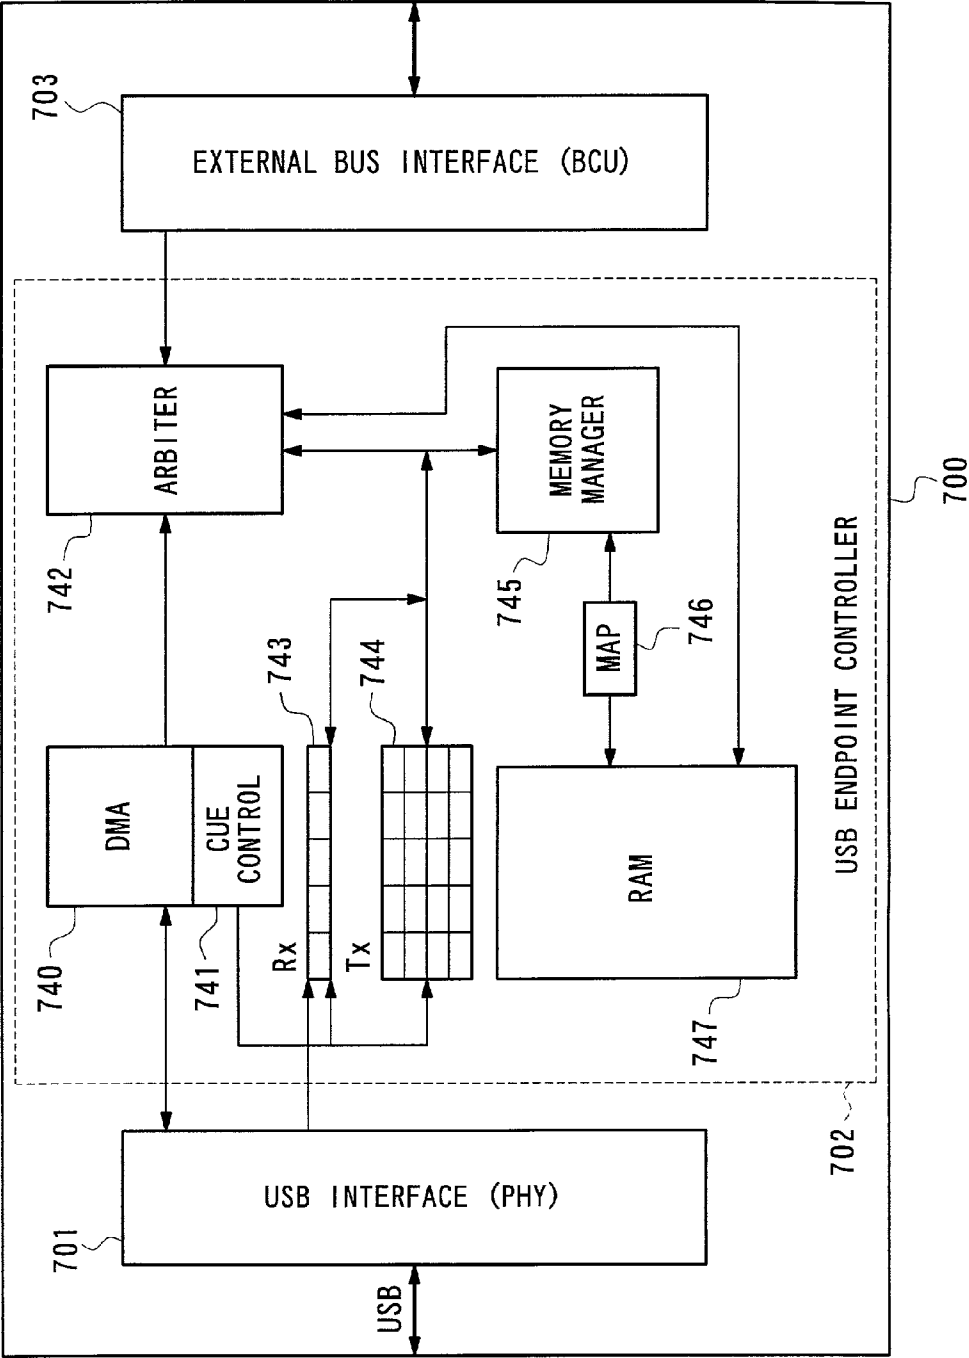 703
EXTERNAL BUS INTERFACE (BCU)
ARBITER
742
MEMORY
MANAGER
745
MAP
746
700
743
744
DMA
CUE
CONTROL
740
741
Rx
Tx
RAM
747
USB ENDPOINT CONTROLLER
702
USB INTERFACE (PHY)
701
USB